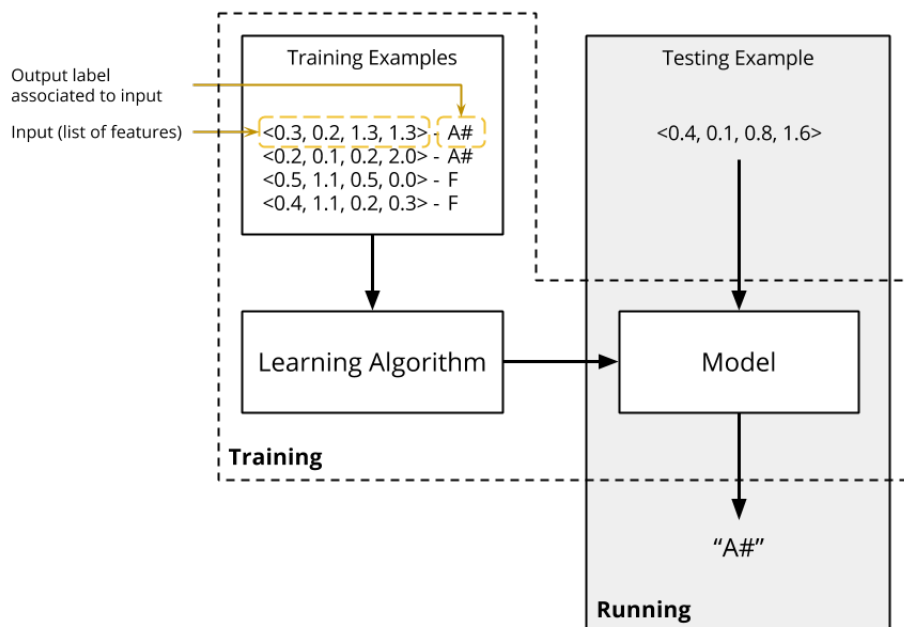 Training Examples
Output label
associated to input
Input (list of features)
<0.3, 0.2, 1.3, 1.3> - A#
<0.2, 0.1, 0.2, 2.0> - A#
<0.5, 1.1, 0.5, 0.0> - F
<0.4, 1.1, 0.2, 0.3> - F
Testing Example
<0.4, 0.1, 0.8, 1.6>
Learning Algorithm
Model
Training
“A#”
Running